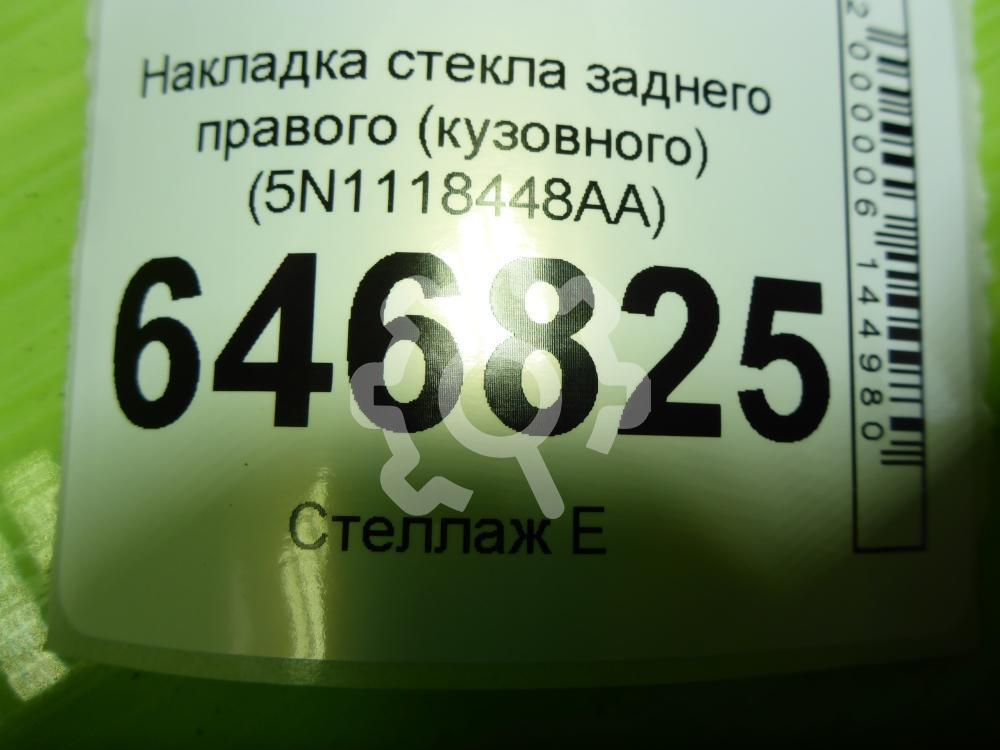 Накладка стекла заднего
правого (кузовного)
(5N1118448AA)
646825
Стеллаж Е
2000006144980